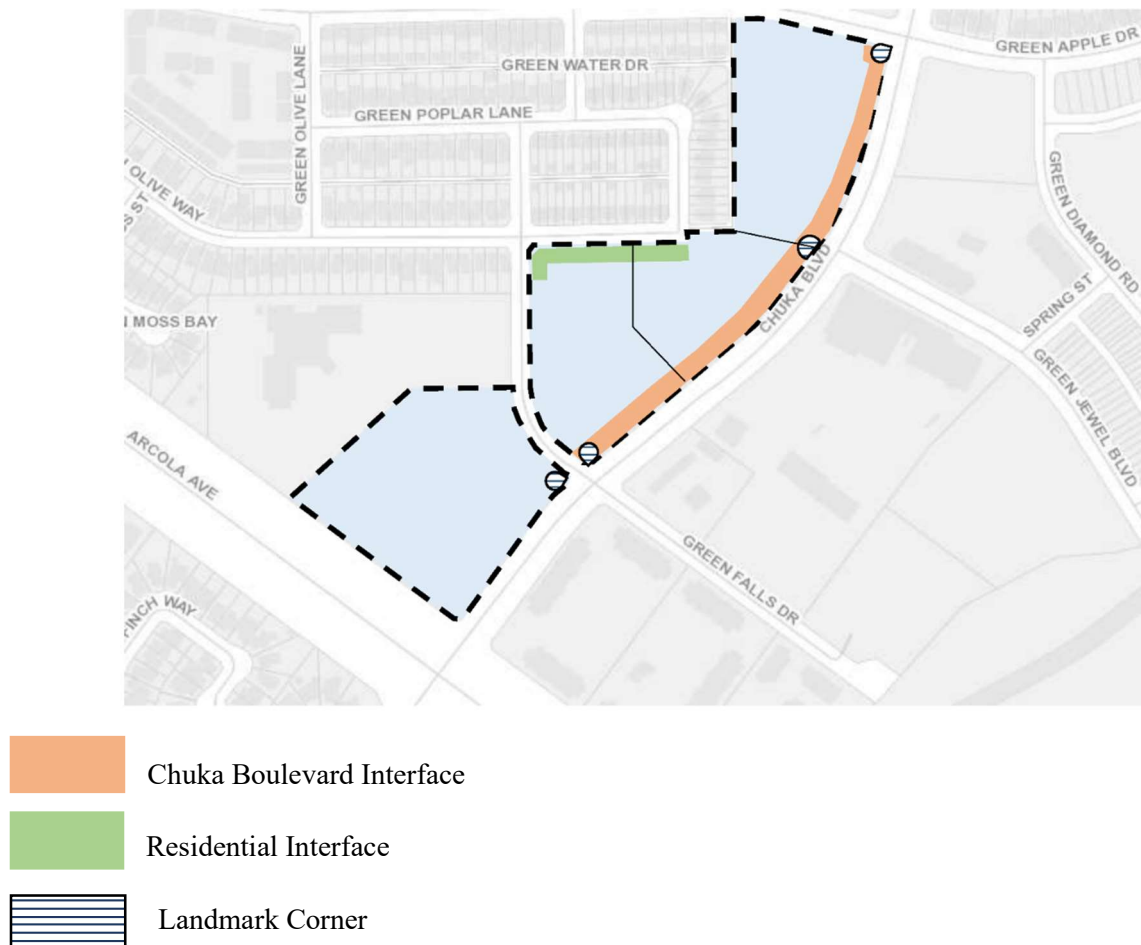 GREEN APPLE DR
GREEN OLIVE LANE
GREEN WATER DR
GREEN POPLAR LANE
OLIVE WAY
ST
GREEN DIAMOND RD
CHUKA BLVD
SPRING ST
N MOSS BAY
GREEN JEWEL BLVD
ARCOLA AVE
GREEN FALLS DR
FINCH WAY
Chuka Boulevard Interface
Residential Interface
Landmark Corner